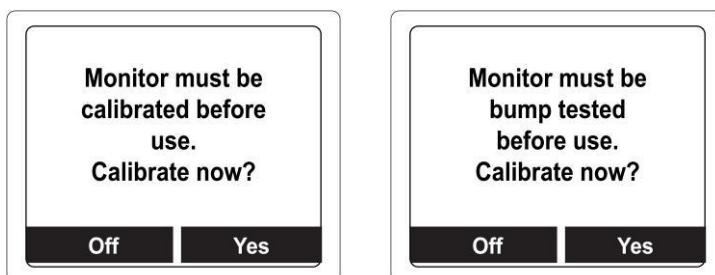 Monitor must be
calibrated before
use.
Calibrate now?
Off Yes
Monitor must be
bump tested
before use.
Calibrate now?
Off Yes